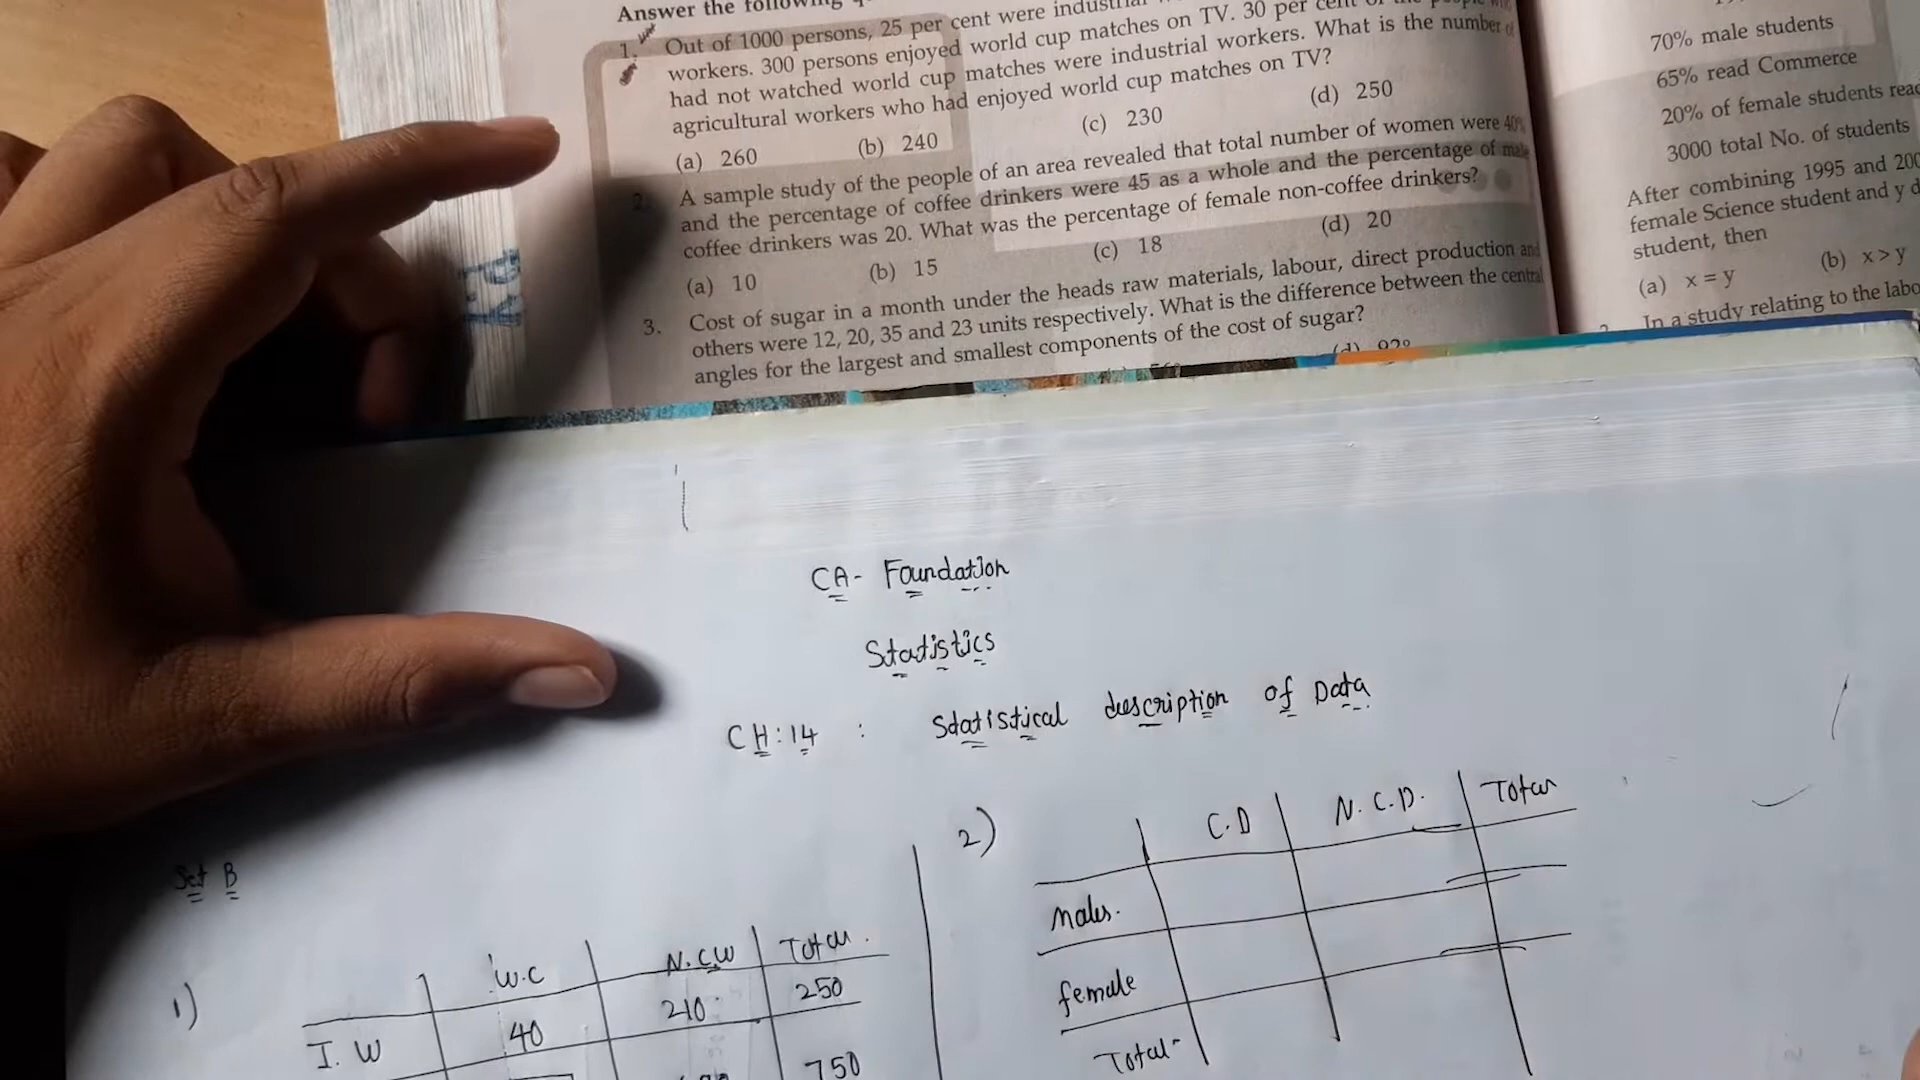 Answer the following
1. Out of 1000 persons, 25 per cent were industrial
workers. 300 persons enjoyed world cup matches on TV. 30 per cent of the people who
had not watched world cup matches were industrial workers. What is the number of
agricultural workers who had enjoyed world cup matches on TV?
(a) 260 (b) 240 (c) 230 (d) 250
2. A sample study of the people of an area revealed that total number of women were 40%
and the percentage of coffee drinkers were 45 as a whole and the percentage of male
coffee drinkers was 20. What was the percentage of female non-coffee drinkers?
(a) 10 (b) 15 (c) 18 (d) 20
3. Cost of sugar in a month under the heads raw materials, labour, direct production and
others were 12, 20, 35 and 23 units respectively. What is the difference between the central
angles for the largest and smallest components of the cost of sugar?
(d) 92°
70% male students
65% read Commerce
20% of female students read
3000 total No. of students
After combining 1995 and 200
female Science student and y d
student, then
(a) x = y (b) x > y
In a study relating to the labo
CA- Foundation
Statistics
CH:14 : Statistical description of Data
Set B
1)
W.C N.CW Total
I. W 40 210 250
750
2)
C.D N.C.D. Total
Males.
female
Total